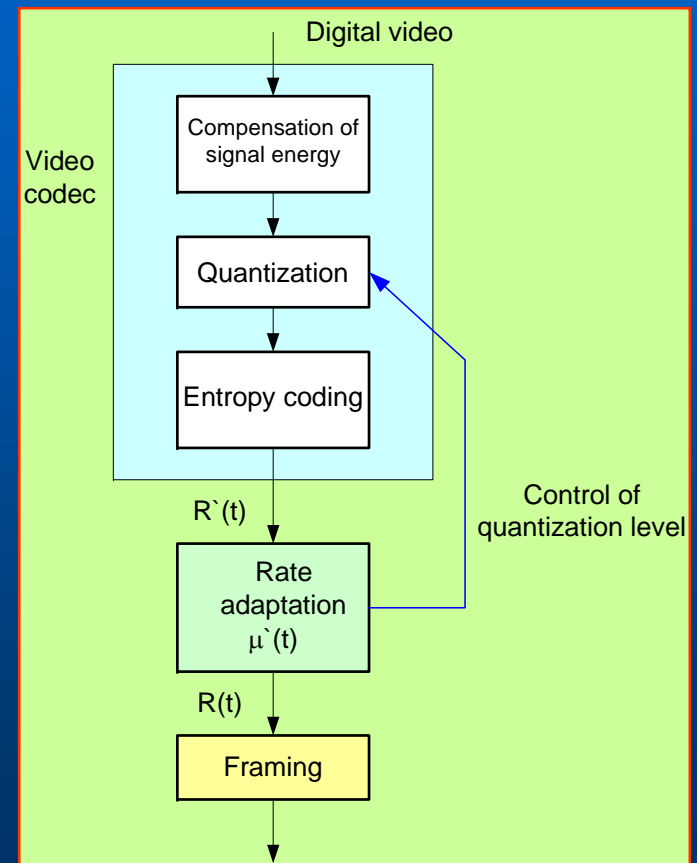 Digital video
Compensation of
signal energy
Video
codec
Quantization
Entropy coding
R`(t)
Control of
quantization level
Rate
adaptation
μ`(t)
R(t)
Framing